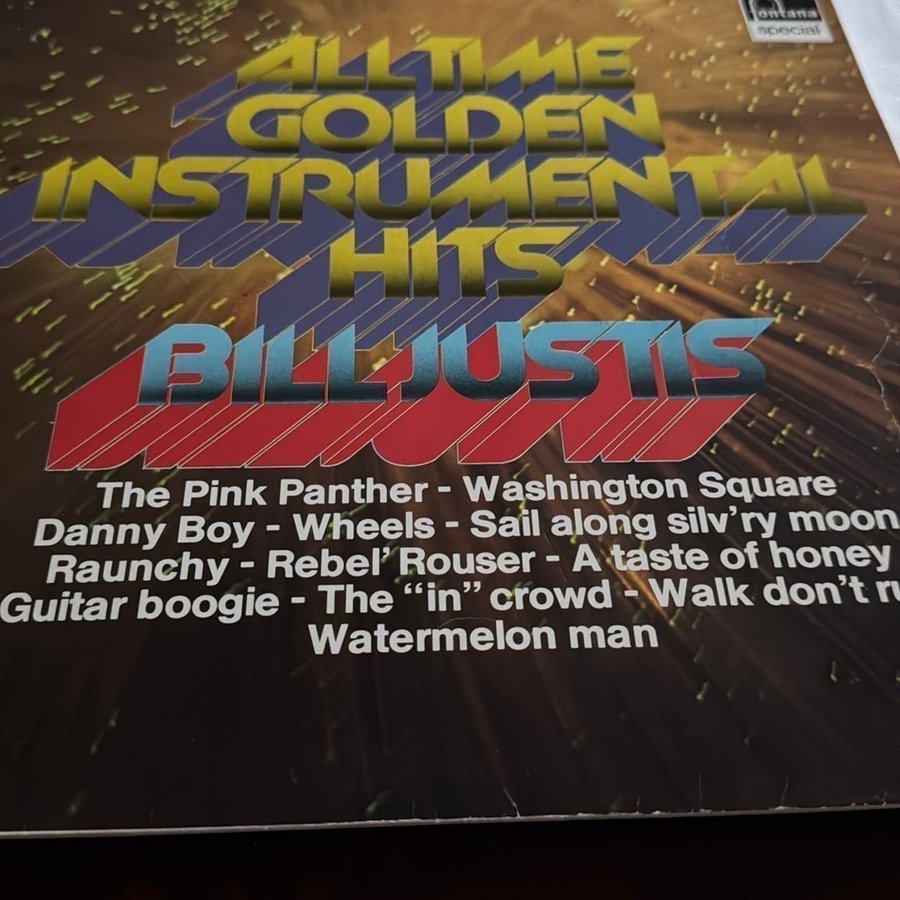 fontana
special
ALLTIME
GOLDEN
INSTRUMENTAL
HITS
BILL JUSTIS
The Pink Panther - Washington Square
Danny Boy - Wheels - Sail along silv'ry moon
Raunchy - Rebel' Rouser - A taste of honey
Guitar boogie - The "in" crowd - Walk don't
Watermelon man